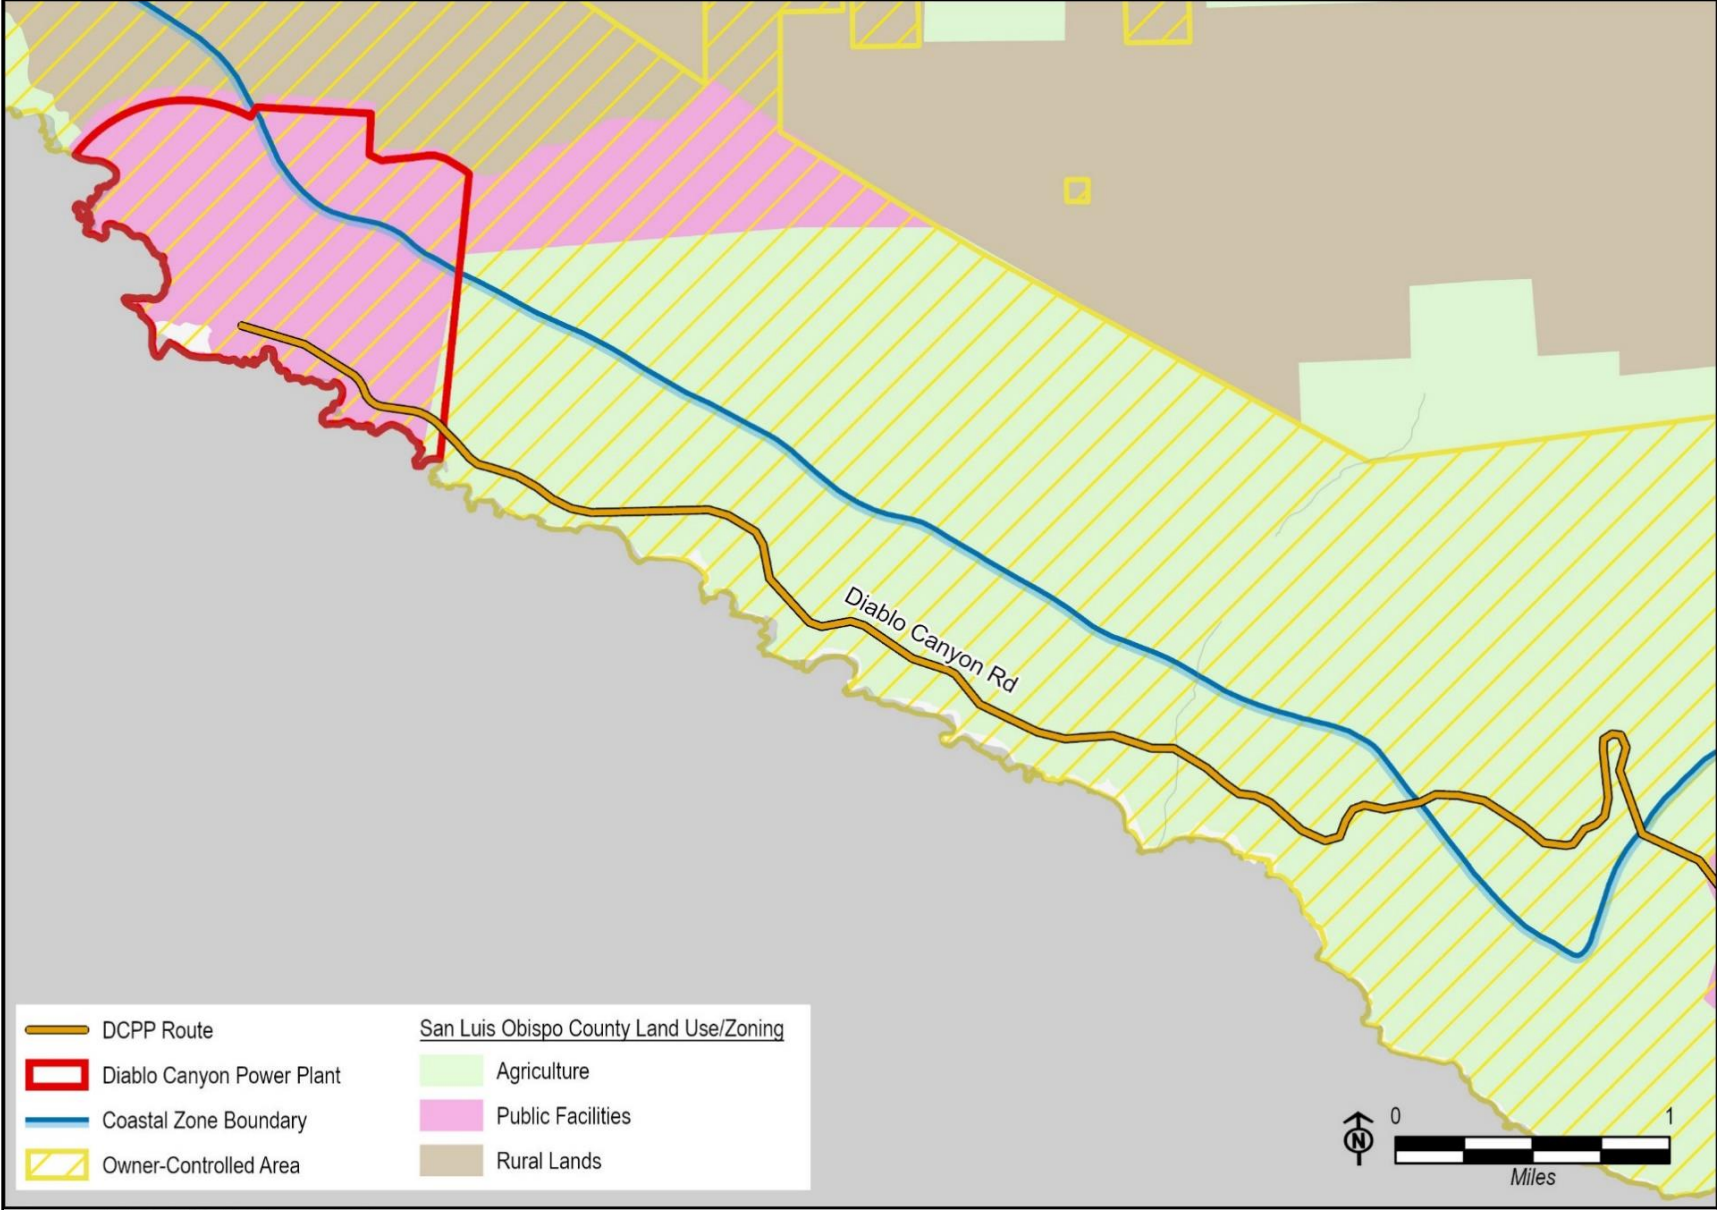 Diablo Canyon Rd
DCPP Route
Diablo Canyon Power Plant
Coastal Zone Boundary
Owner-Controlled Area
San Luis Obispo County Land Use/Zoning
Agriculture
Public Facilities
Rural Lands
N
0 1
Miles